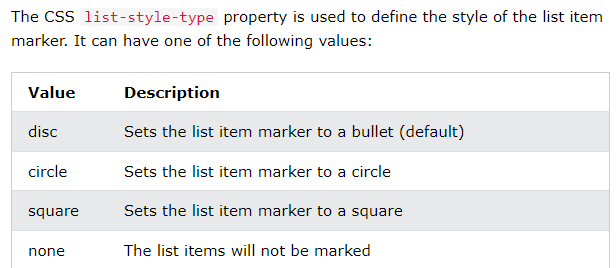 The CSS list-style-type property is used to define the style of the list item
marker. It can have one of the following values:
Value Description
disc Sets the list item marker to a bullet (default)
circle Sets the list item marker to a circle
square Sets the list item marker to a square
none The list items will not be marked